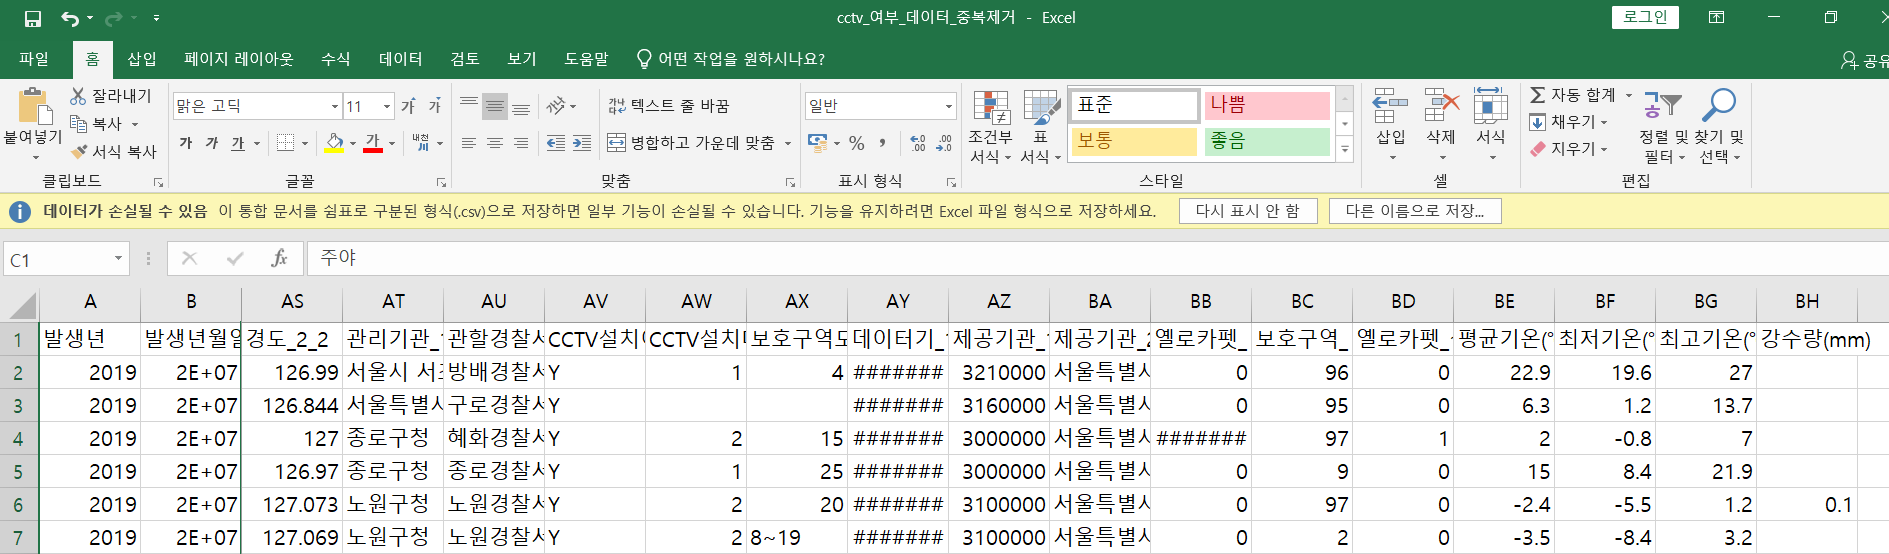 cctv_여부_데이터_중복제거 - Excel
로그인
파일 홈 삽입 페이지 레이아웃 수식 데이터 검토 보기 도움말 어떤 작업을 원하시나요? 공유
붙여넣기
잘라내기
복사
서식 복사
클립보드
맑은 고딕 11 가 가
가 가 가 가 내천
글꼴
텍스트 줄 바꿈
병합하고 가운데 맞춤
맞춤
일반
% , .00
표시 형식
조건부 서식
표 서식
표준 나쁨
보통 좋음
스타일
삽입 삭제 서식
셀
자동 합계
채우기
지우기
정렬 및 필터
찾기 및 선택
편집
데이터가 손실될 수 있음 이 통합 문서를 쉼표로 구분된 형식(.csv)으로 저장하면 일부 기능이 손실될 수 있습니다. 기능을 유지하려면 Excel 파일 형식으로 저장하세요. 다시 표시 안 함 다른 이름으로 저장...
C1 fx 주야
A B AS AT AU AV AW AX AY AZ BA BB BC BD BE BF BG BH
1 발생년 발생년월일 경도_2_2 관리기관_ 관할경찰서 CCTV설치 CCTV설치 보호구역도 데이터기_ 제공기관_ 제공기관_2 옐로카펫_ 보호구역_ 옐로카펫_ 평균기온(° 최저기온(° 최고기온(° 강수량(mm)
2 2019 2E+07 126.99 서울시 서초 방배경찰서 Y 1 4 ####### 3210000 서울특별시 0 96 0 22.9 19.6 27
3 2019 2E+07 126.844 서울특별시 구로경찰서 Y ####### 3160000 서울특별시 0 95 0 6.3 1.2 13.7
4 2019 2E+07 127 종로구청 혜화경찰서 Y 2 15 ####### 3000000 서울특별시 ####### 97 1 2 -0.8 7
5 2019 2E+07 126.97 종로구청 종로경찰서 Y 1 25 ####### 3000000 서울특별시 0 9 0 15 8.4 21.9
6 2019 2E+07 127.073 노원구청 노원경찰서 Y 2 20 ####### 3100000 서울특별시 0 97 0 -2.4 -5.5 1.2 0.1
7 2019 2E+07 127.069 노원구청 노원경찰서 Y 2 8~19 ####### 3100000 서울특별시 0 2 0 -3.5 -8.4 3.2